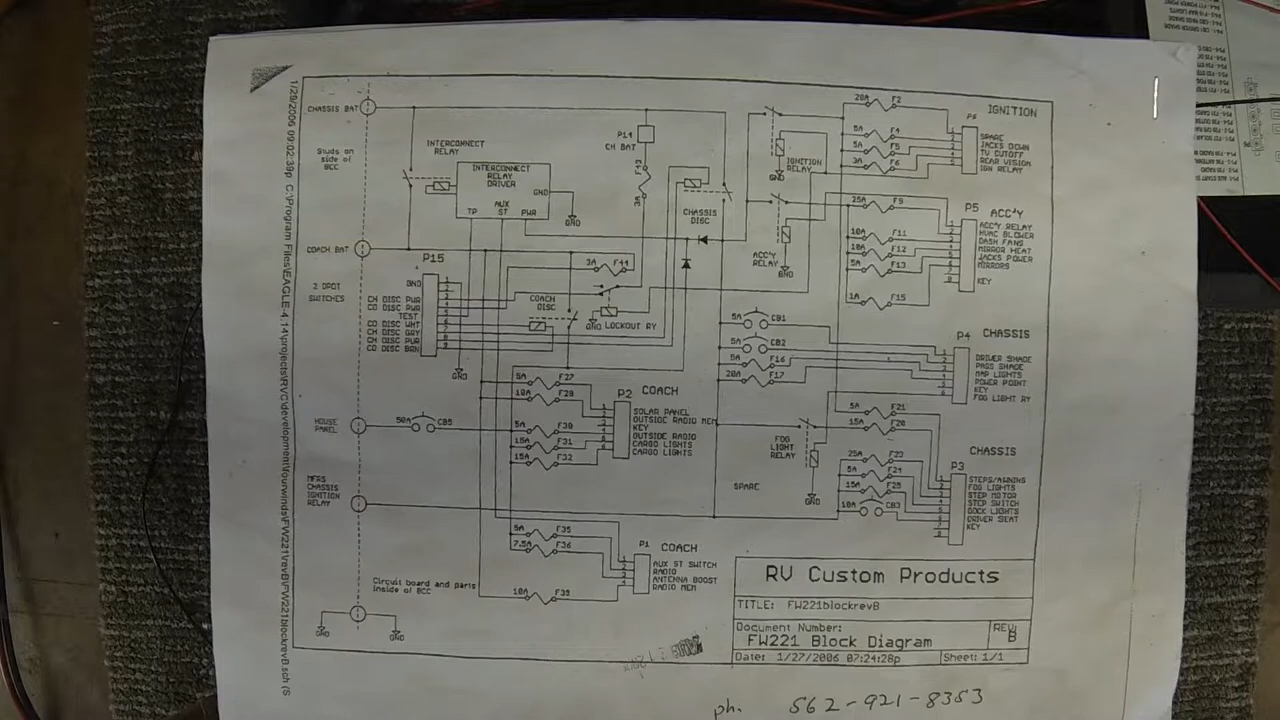 1/29/2006 09:02:39p C:\Program Files\EAGLE-4.14\projects\RVC\development\fourwinds\FW221\revB\FW221blockrevB.sch (S
CHASSIS BAT
Studs on
side of
BCC
INTERCONNECT
RELAY
INTERCONNECT
RELAY
DRIVER
GND
AUX
TP ST PWR
GND
P14
CH BAT
F43
3A
CHASSIS
DISC
IGNITION
RELAY
GND
ACC'Y
RELAY
GND
20A F2
5A F4
5A F5
3A F6
IGNITION
P6
SPARE
JACKS DOWN
TV CUTOFF
REAR VISION
IGN RELAY
25A F9
10A F11
10A F12
5A F13
1A F15
P5 ACC'Y
ACC'Y RELAY
HVAC BLOWER
DASH FANS
MIRROR HEAT
JACKS POWER
MIRRORS
KEY
COACH BAT
2 DPDT
SWITCHES
P15
GND
CH DISC PWR
CO DISC PWR
TEST
CO DISC WHT
CH DISC GRY
CH DISC PUR
CO DISC BRN
GND
3A F44
COACH
DISC
GND LOCKOUT RY
5A CB1
5A CB2
5A F16
20A F17
CHASSIS
P4
DRIVER SHADE
PASS SHADE
MAP LIGHTS
POWER POINT
KEY
FOG LIGHT RY
HOUSE
PANEL
50A CB5
5A F27
10A F28
5A F30
15A F31
15A F32
P2 COACH
SOLAR PANEL
OUTSIDE RADIO MEM
KEY
OUTSIDE RADIO
CARGO LIGHTS
CARGO LIGHTS
FOG
LIGHT
RELAY
GND
SPARE
5A F21
15A F20
25A F23
5A F24
15A F25
10A CB3
CHASSIS
P3
STEPS/AWNING
FOG LIGHTS
STEP MOTOR
STEP SWITCH
DOCK LIGHTS
DRIVER SEAT
KEY
MFRS
CHASSIS
IGNITION
RELAY
5A F35
7.5A F36
10A F39
P1 COACH
AUX ST SWITCH
RADIO
ANTENNA BOOST
RADIO MEM
Circuit board and parts
inside of BCC
GND GND
RV Custom Products
TITLE: FW221blockrevB
Document Number:
FW221 Block Diagram
REV:
B
Date: 1/27/2006 07:24:28p Sheet: 1/1
ph. 562-921-8353